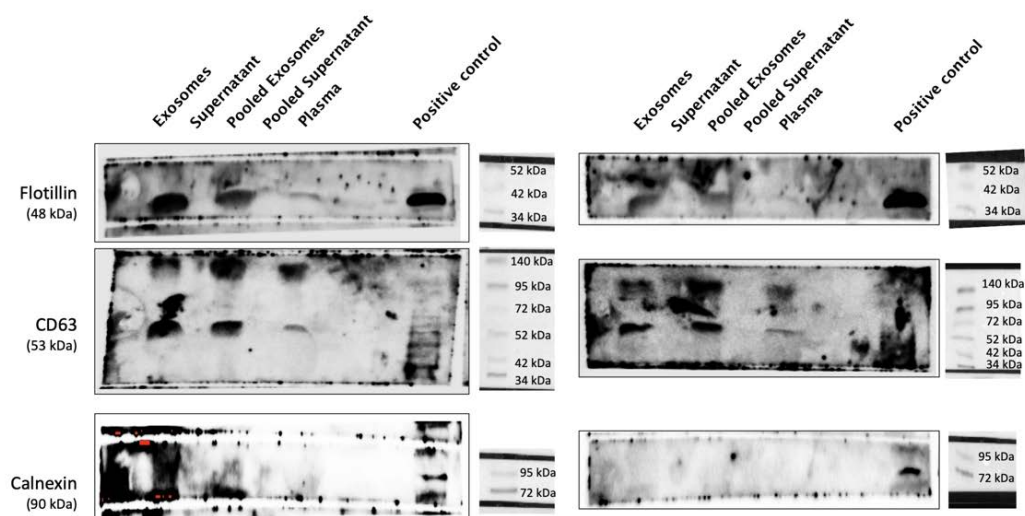 Exosomes
Supernatant
Pooled Exosomes
Pooled Supernatant
Plasma
Positive control
Exosomes
Supernatant
Pooled Exosomes
Pooled Supernatant
Plasma
Positive control
Flotillin
(48 kDa)
52 kDa
42 kDa
34 kDa
52 kDa
42 kDa
34 kDa
CD63
(53 kDa)
140 kDa
95 kDa
72 kDa
52 kDa
42 kDa
34 kDa
140 kDa
95 kDa
72 kDa
52 kDa
42 kDa
34 kDa
Calnexin
(90 kDa)
95 kDa
72 kDa
95 kDa
72 kDa